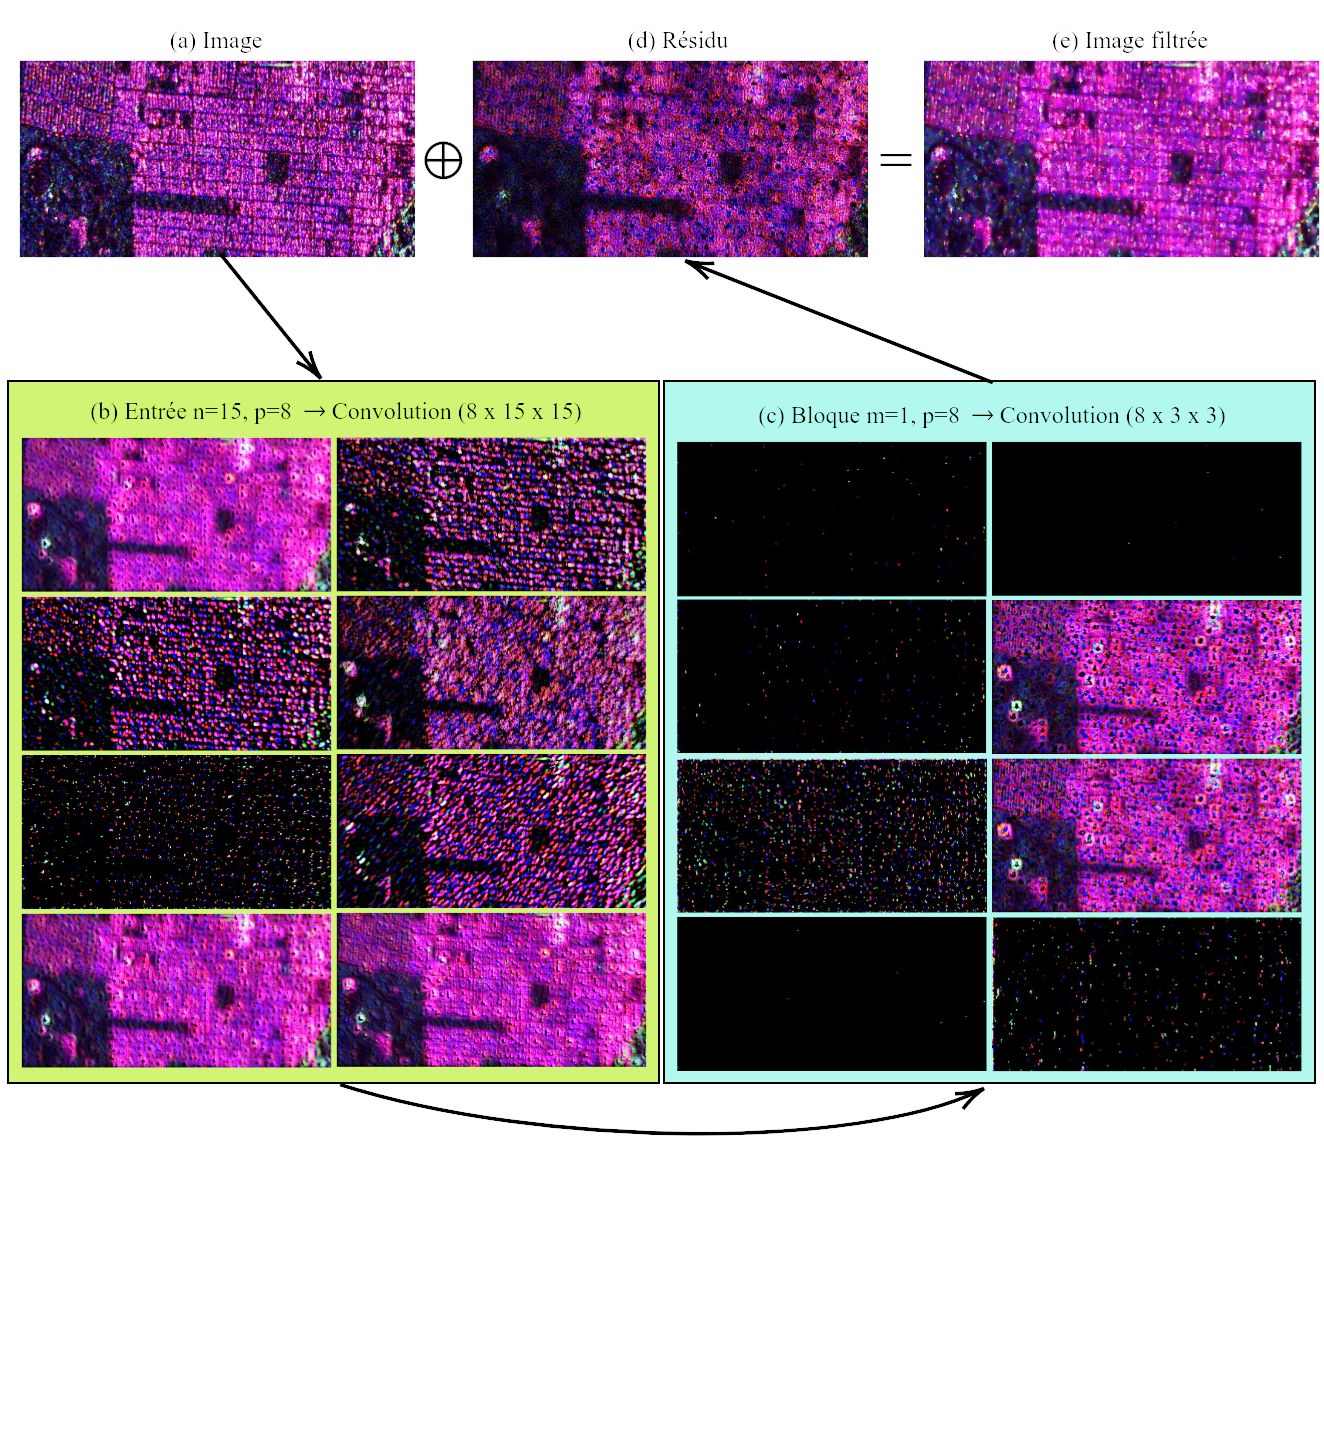 (a) Image
(d) Résidu
(e) Image filtrée
⊕
=
(b) Entrée n=15, p=8 → Convolution (8 x 15 x 15)
(c) Bloque m=1, p=8 → Convolution (8 x 3 x 3)